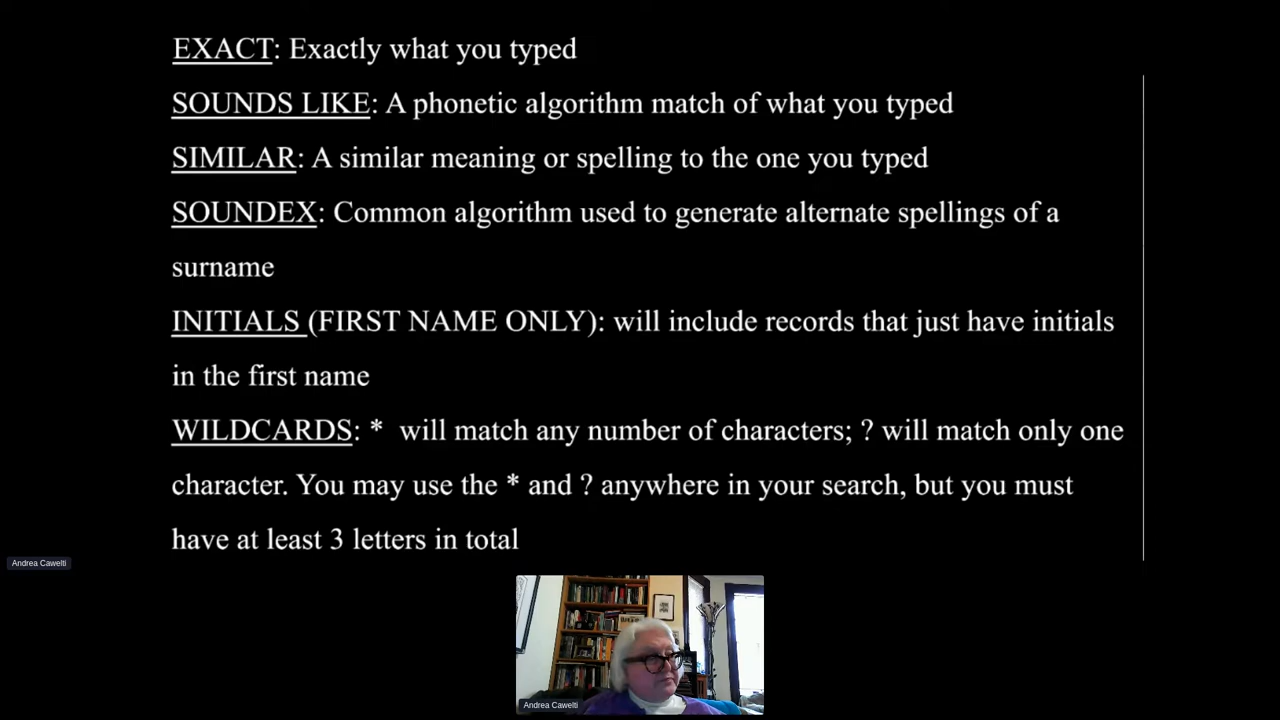 EXACT: Exactly what you typed
SOUNDS LIKE: A phonetic algorithm match of what you typed
SIMILAR: A similar meaning or spelling to the one you typed
SOUNDEX: Common algorithm used to generate alternate spellings of a
surname
INITIALS (FIRST NAME ONLY): will include records that just have initials
in the first name
WILDCARDS: *  will match any number of characters; ? will match only one
character. You may use the * and ? anywhere in your search, but you must
have at least 3 letters in total
Andrea Cawelti
Andrea Cawelti